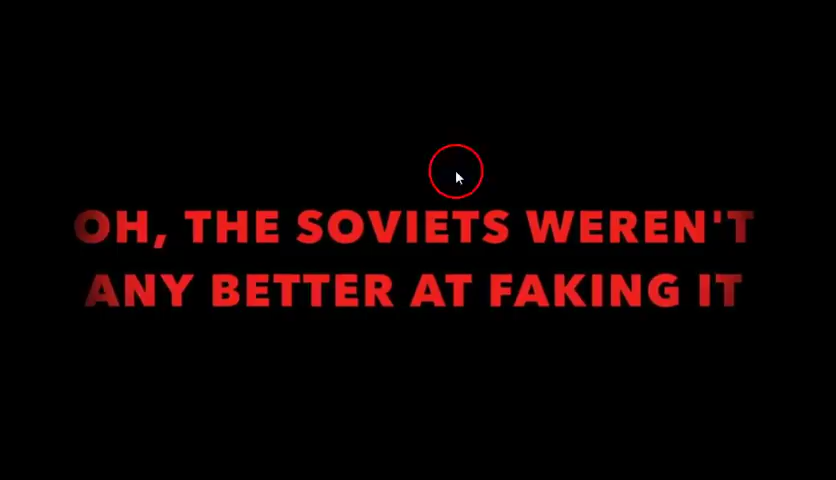 OH, THE SOVIETS WEREN'T
ANY BETTER AT FAKING IT